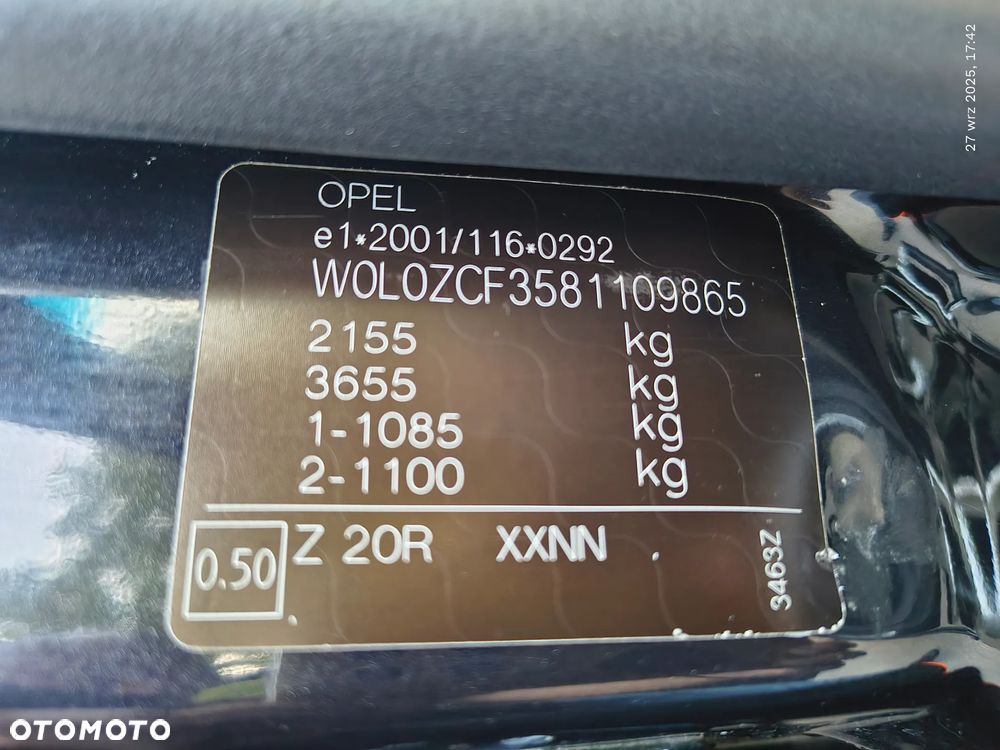 27 wrz 2025, 17:42
OPEL
e1*2001/116*0292
W0L0ZCF3581109865
2155 kg
3655 kg
1-1085 kg
2-1100 kg
0.50 Z 20R XXNN
3463Z
OTOMOTO